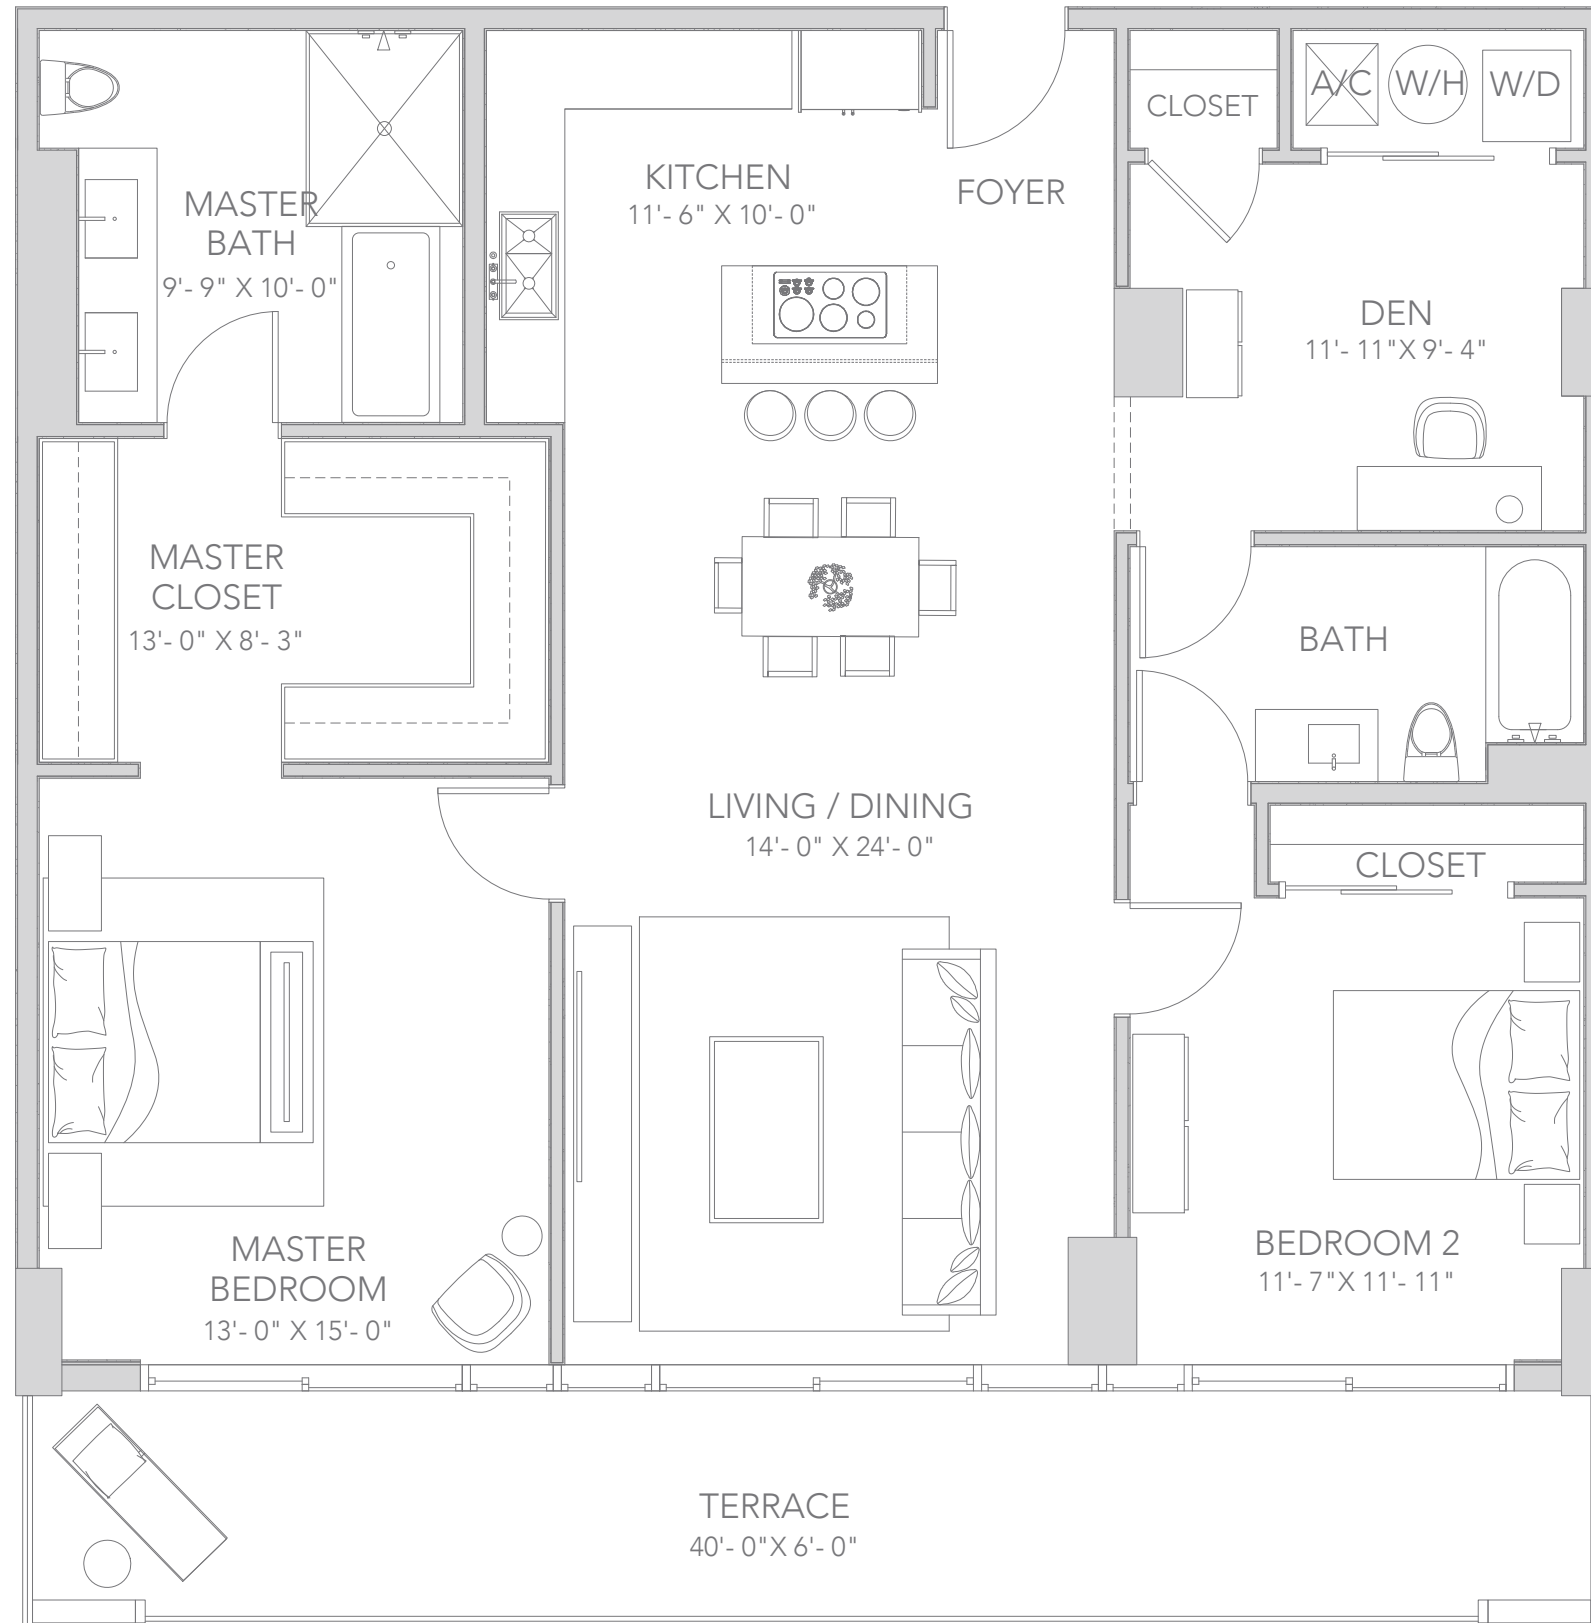 A/C
W/H
W/D
CLOSET
KITCHEN
11'- 6" X 10'- 0"
FOYER
MASTER
BATH
9'- 9" X 10'- 0"
DEN
11'- 11"X 9'- 4"
MASTER
CLOSET
13'- 0" X 8'- 3"
BATH
LIVING / DINING
14'- 0" X 24'- 0"
CLOSET
MASTER
BEDROOM
13'- 0" X 15'- 0"
BEDROOM 2
11'- 7"X 11'- 11"
TERRACE
40'- 0"X 6'- 0"